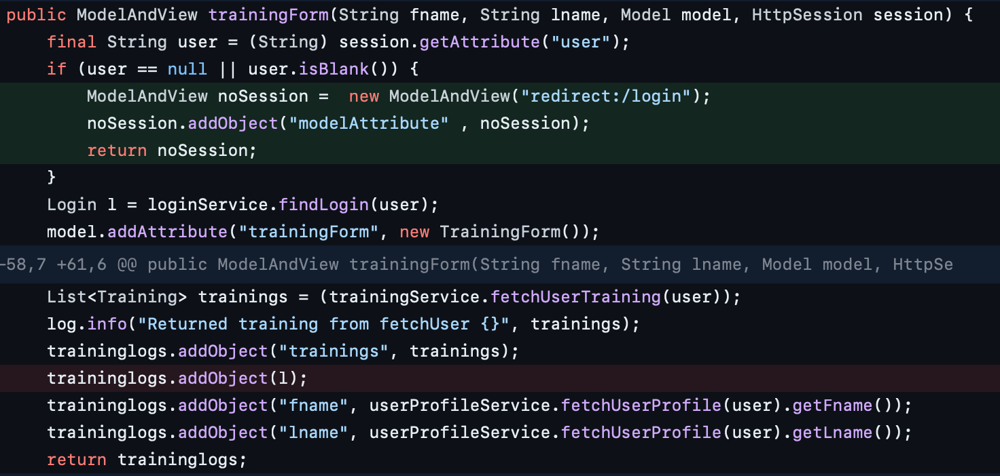 public ModelAndView trainingForm(String fname, String lname, Model model, HttpSession session) {
    final String user = (String) session.getAttribute("user");
    if (user == null || user.isBlank()) {
        ModelAndView noSession =  new ModelAndView("redirect:/login");
        noSession.addObject("modelAttribute" , noSession);
        return noSession;
    }
    Login l = loginService.findLogin(user);
    model.addAttribute("trainingForm", new TrainingForm());
-58,7 +61,6 @@ public ModelAndView trainingForm(String fname, String lname, Model model, HttpSe
    List<Training> trainings = (trainingService.fetchUserTraining(user));
    log.info("Returned training from fetchUser {}", trainings);
    traininglogs.addObject("trainings", trainings);
    traininglogs.addObject(l);
    traininglogs.addObject("fname", userProfileService.fetchUserProfile(user).getFname());
    traininglogs.addObject("lname", userProfileService.fetchUserProfile(user).getLname());
    return traininglogs;